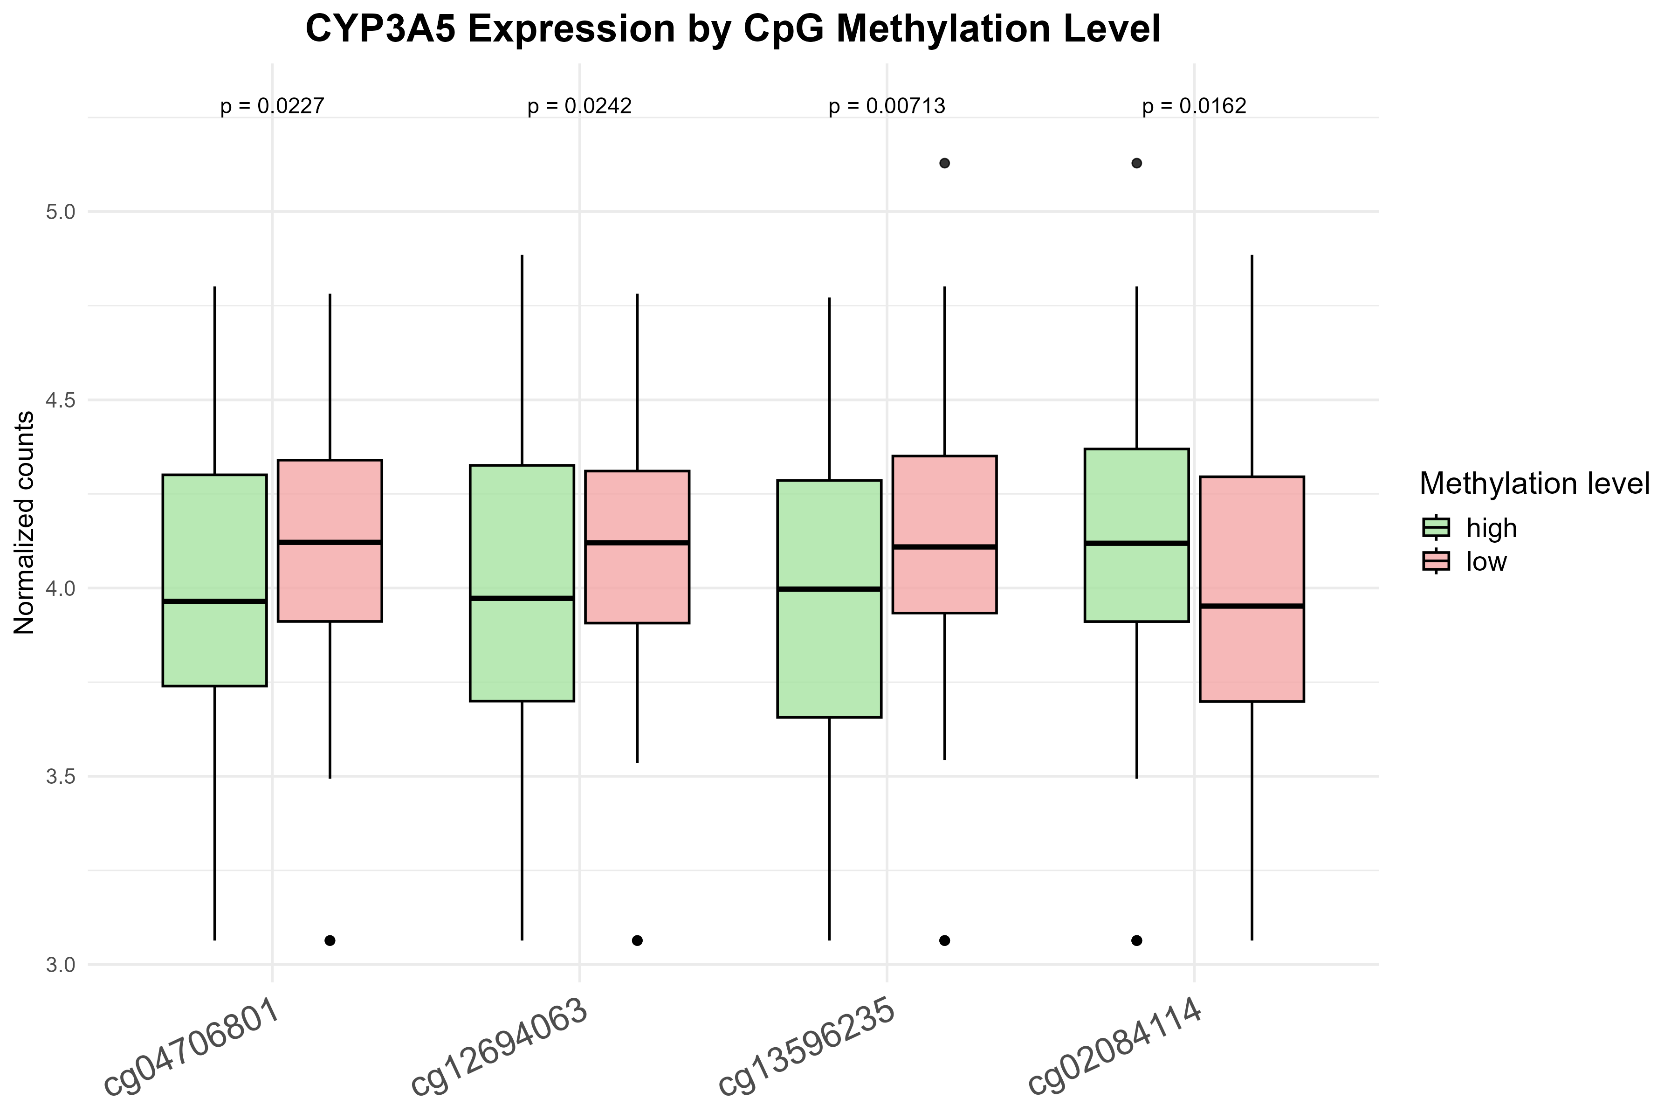 CYP3A5 Expression by CpG Methylation Level
p = 0.0227
p = 0.0242
p = 0.00713
p = 0.0162
5.0
4.5
4.0
3.5
3.0
Normalized counts
Methylation level
high
low
cg04706801
cg12694063
cg13596235
cg02084114